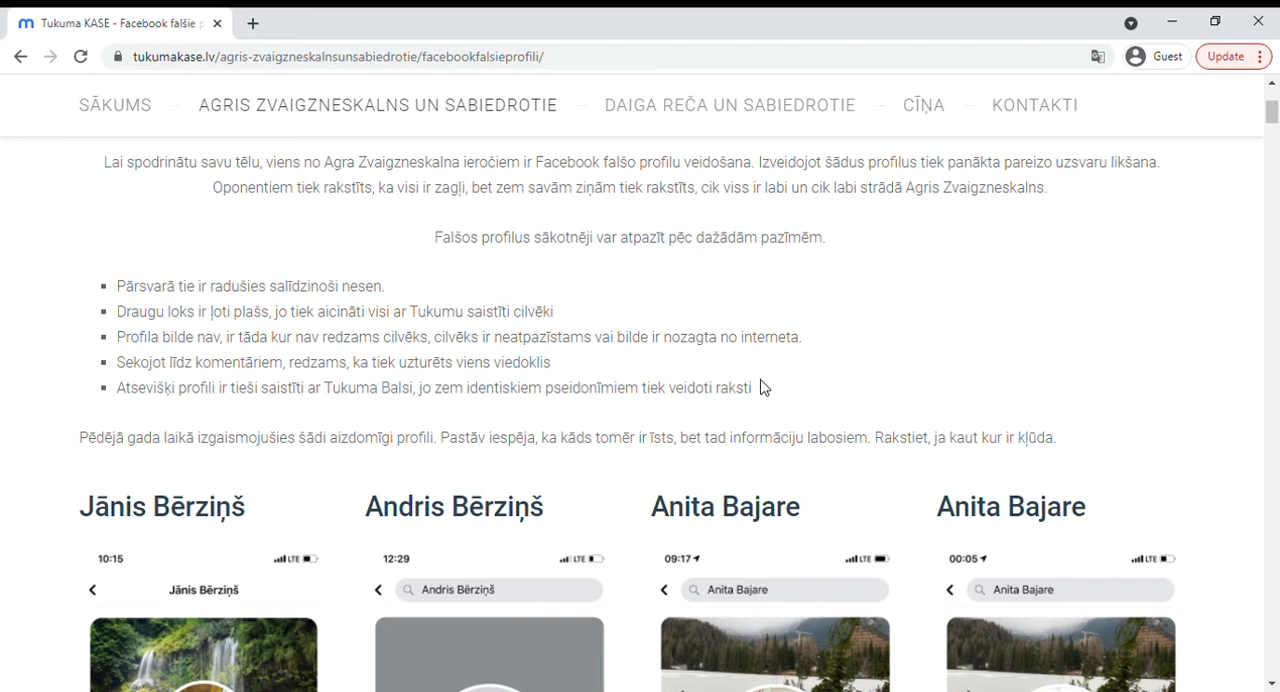 Tukuma KASE - Facebook falšie p
tukumakase.lv/agris-zvaigzneskalnsunsabiedrotie/facebookfalsieprofili/
Guest
Update
SĀKUMS
AGRIS ZVAIGZNESKALNS UN SABIEDROTIE
DAIGA REČA UN SABIEDROTIE
CĪŅA
KONTAKTI
Lai spodrinātu savu tēlu, viens no Agra Zvaigzneskalna ieročiem ir Facebook falšo profilu veidošana. Izveidojot šādus profilus tiek panākta pareizo uzsvaru likšana.
Oponentiem tiek rakstīts, ka visi ir zagļi, bet zem savām ziņām tiek rakstīts, cik viss ir labi un cik labi strādā Agris Zvaigzneskalns.
Falšos profilus sākotnēji var atpazīt pēc dažādām pazīmēm.
Pārsvarā tie ir radušies salīdzinoši nesen.
Draugu loks ir ļoti plašs, jo tiek aicināti visi ar Tukumu saistīti cilvēki
Profila bilde nav, ir tāda kur nav redzams cilvēks, cilvēks ir neatpazīstams vai bilde ir nozagta no interneta.
Sekojot līdz komentāriem, redzams, ka tiek uzturēts viens viedoklis
Atsevišķi profili ir tieši saistīti ar Tukuma Balsi, jo zem identiskiem pseidonīmiem tiek veidoti raksti
Pēdējā gada laikā izgaismojušies šādi aizdomīgi profili. Pastāv iespēja, ka kāds tomēr ir īsts, bet tad informāciju labosiem. Rakstiet, ja kaut kur ir kļūda.
Jānis Bērziņš
Andris Bērziņš
Anita Bajare
Anita Bajare
10:15
LTE
12:29
LTE
09:17
LTE
00:05
LTE
Jānis Bērziņš
Andris Bērziņš
Anita Bajare
Anita Bajare